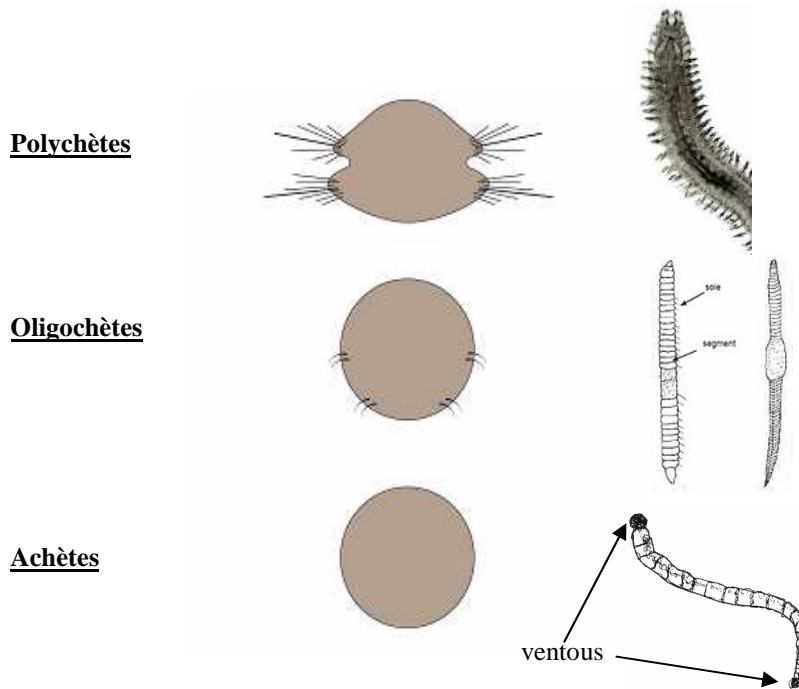 Polychètes
soie
Oligochètes
segment
Achètes
ventous